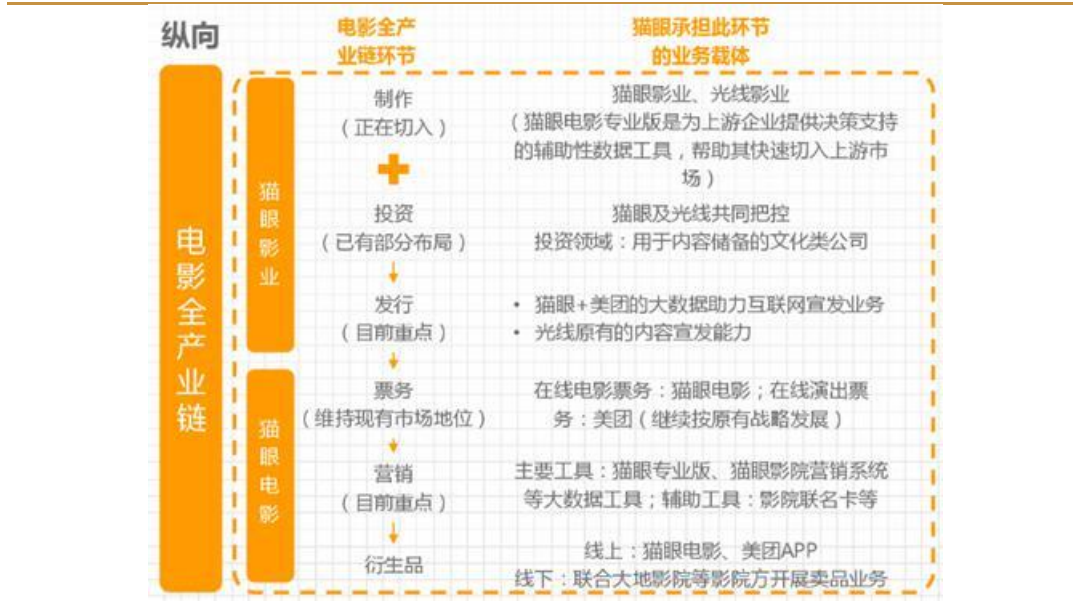 纵向
电影全产
业链环节
猫眼承担此环节
的业务载体
电影全产业链
猫眼影业
制作
（正在切入）
猫眼影业、光线影业
（猫眼电影专业版是为上游企业提供决策支持
的辅助性数据工具，帮助其快速切入上游市
场）
投资
（已有部分布局）
猫眼及光线共同把控
投资领域：用于内容储备的文化类公司
发行
（目前重点）
• 猫眼+美团的大数据助力互联网宣发业务
• 光线原有的内容宣发能力
猫眼电影
票务
（维持现有市场地位）
在线电影票务：猫眼电影；在线演出票
务：美团（继续按原有战略发展）
营销
（目前重点）
主要工具：猫眼专业版、猫眼影院营销系统
等大数据工具；辅助工具：影院联名卡等
衍生品
线上：猫眼电影、美团APP
线下：联合大地影院等影院方开展卖品业务